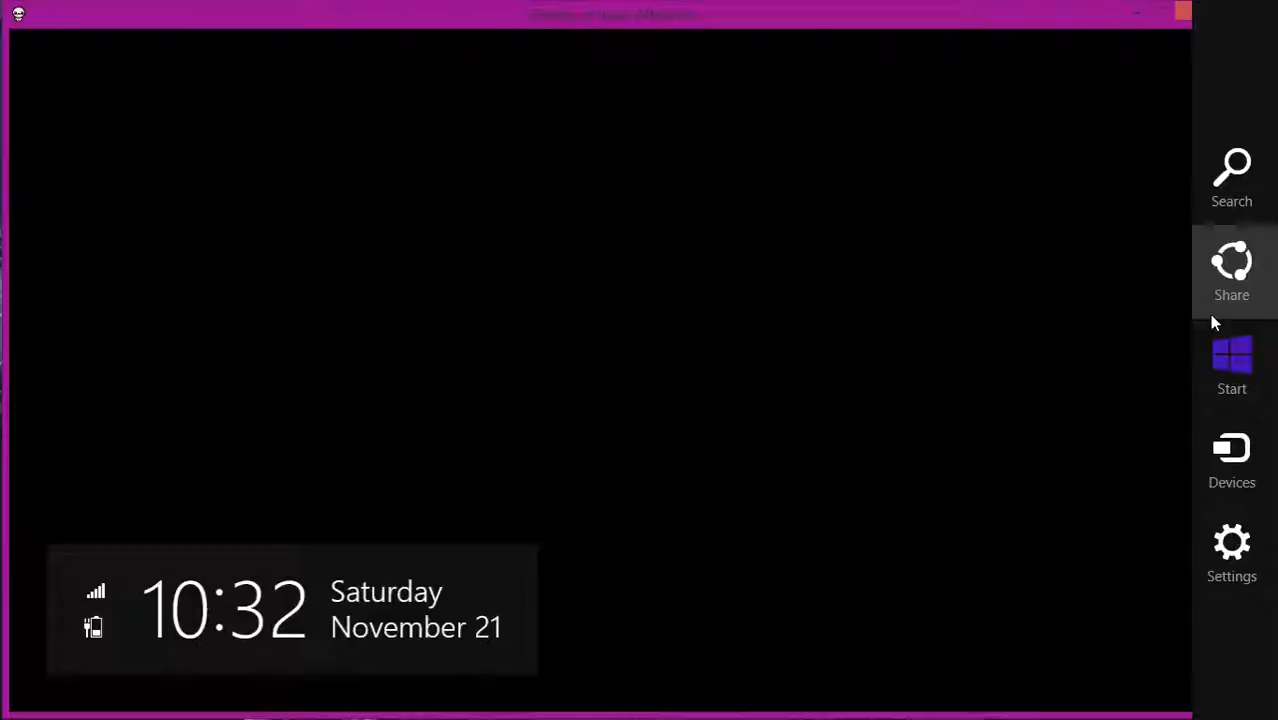 Search
Share
Start
Devices
Settings
10:32
Saturday
November 21